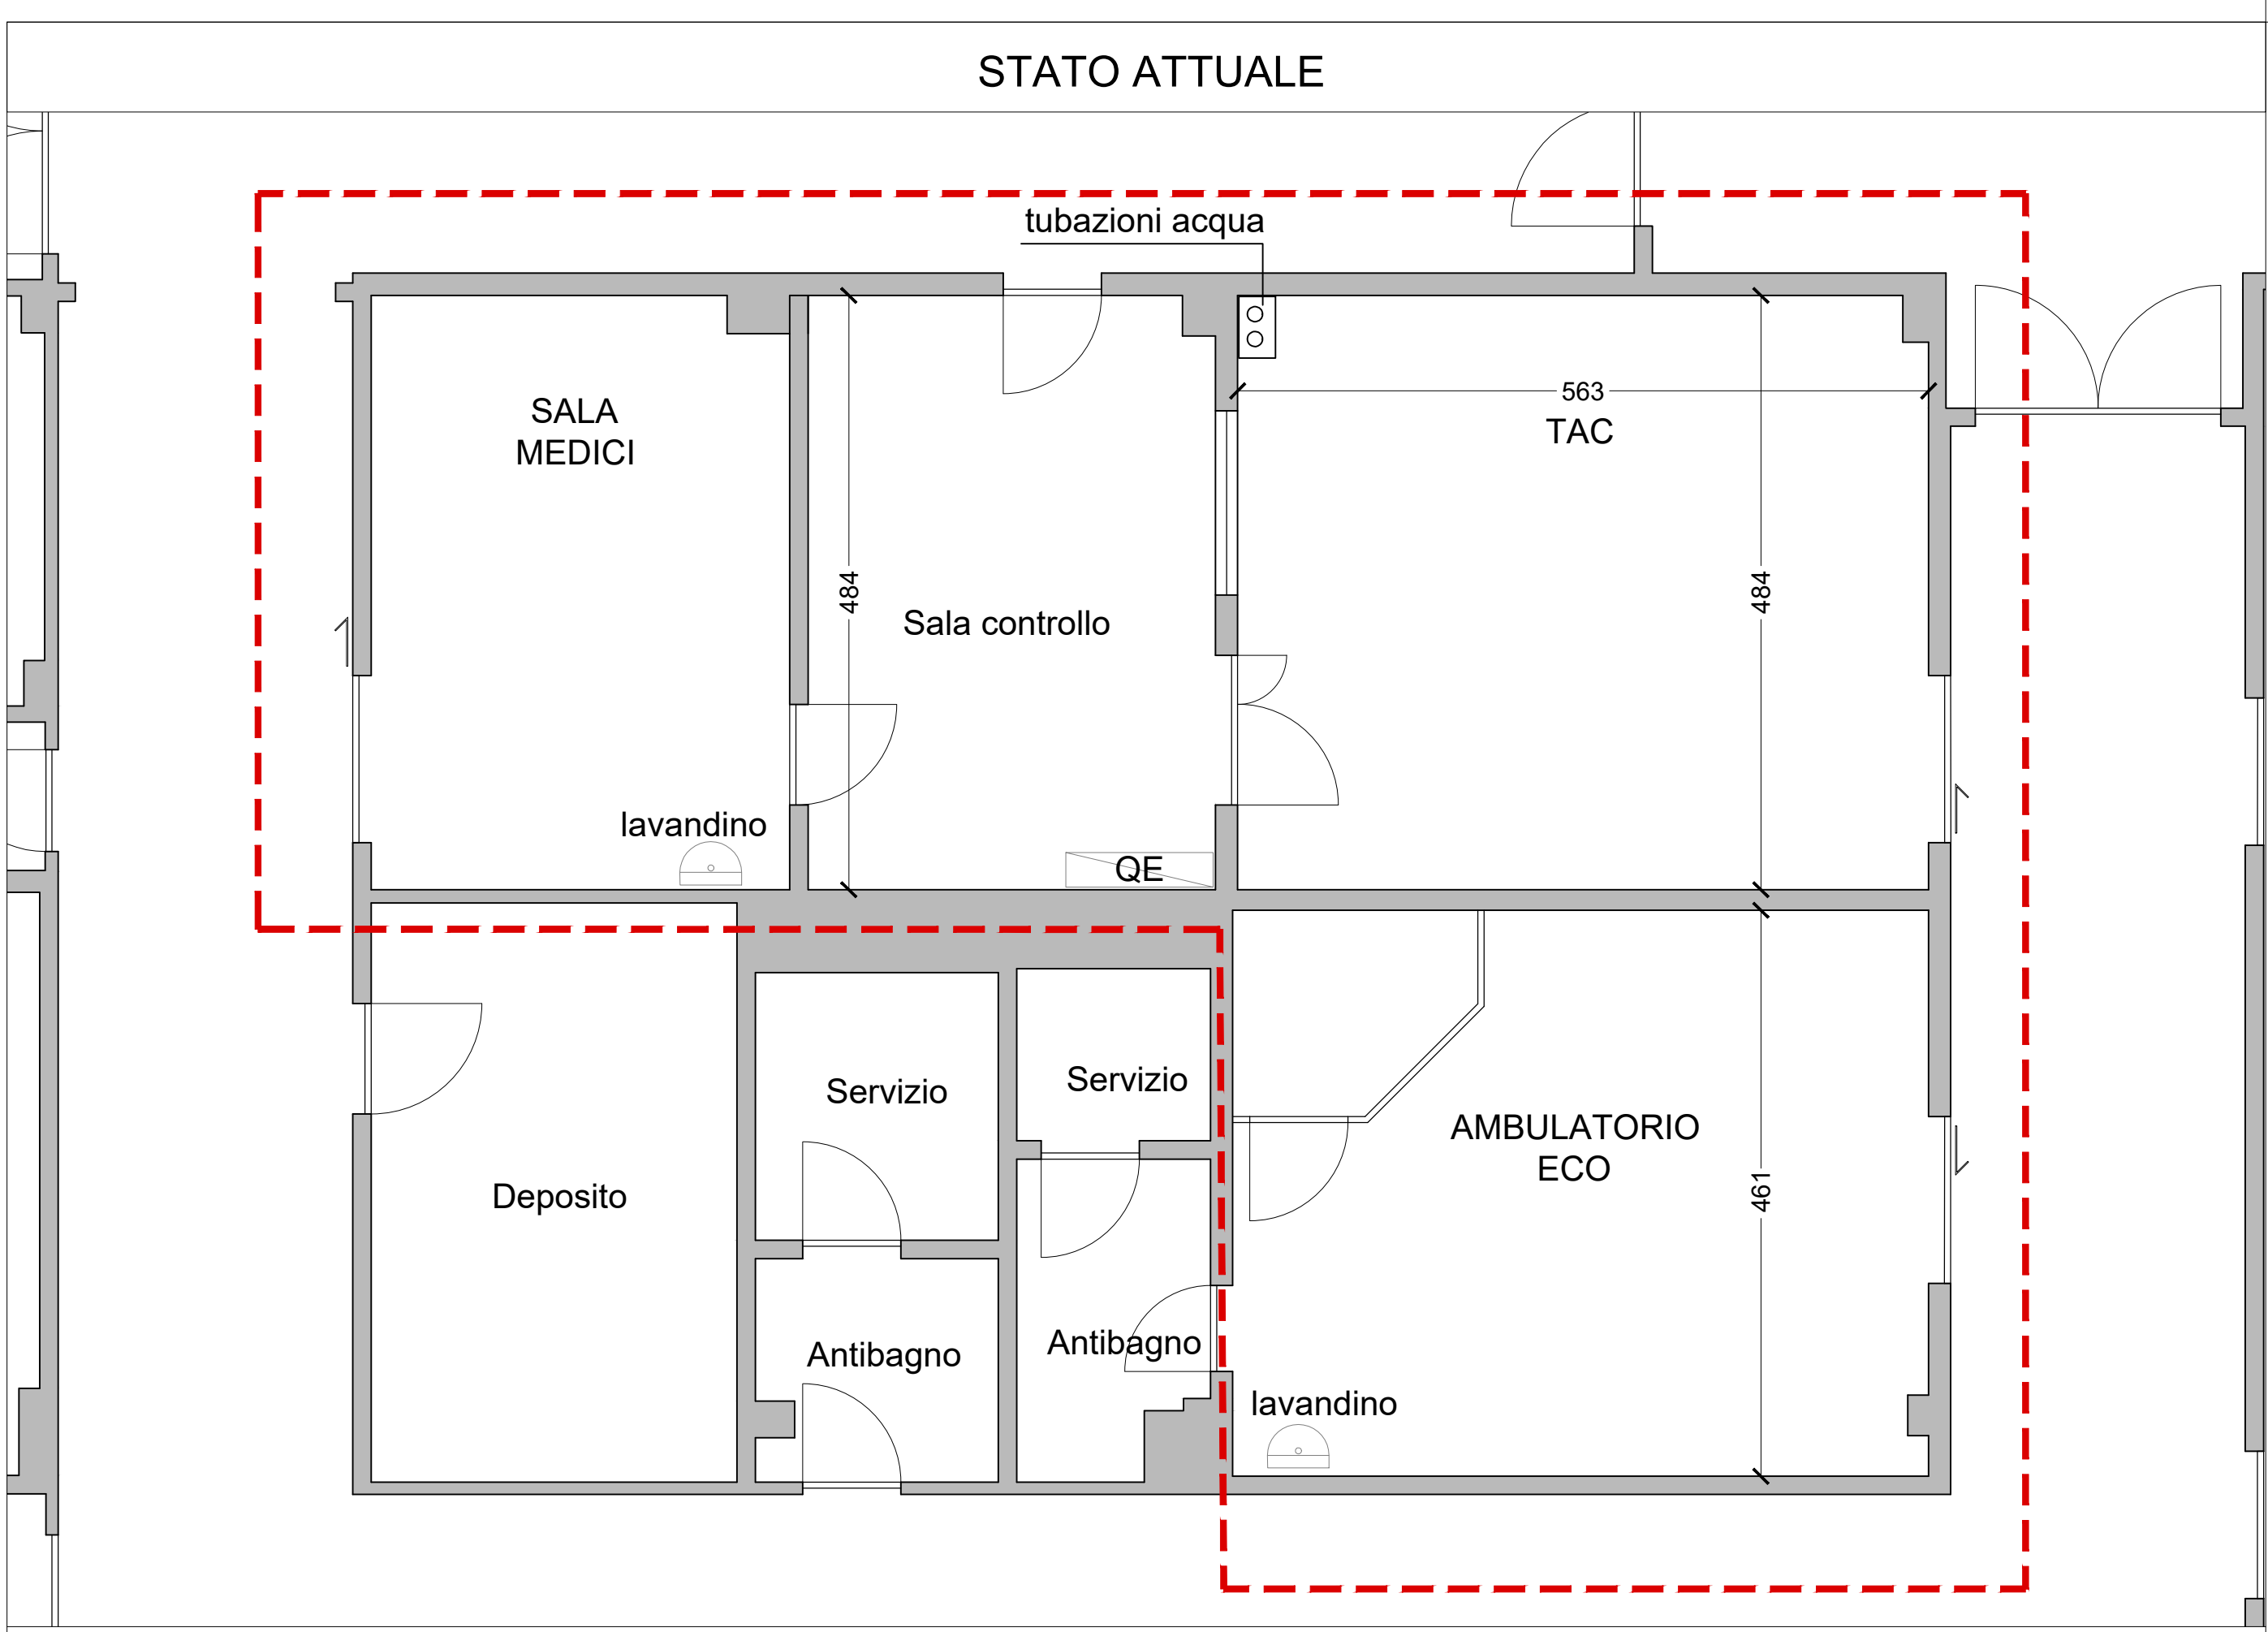 STATO ATTUALE
tubazioni acqua
563
TAC
SALA
MEDICI
484
484
Sala controllo
lavandino
QE
Servizio
Servizio
AMBULATORIO
ECO
461
Deposito
Antibagno
Antibagno
lavandino